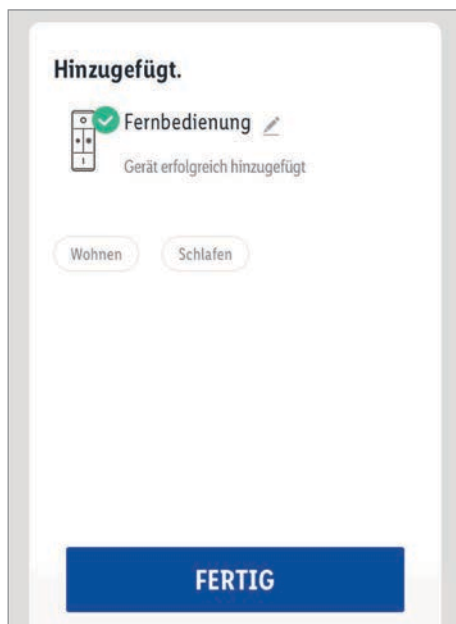 Hinzugefügt.
Fernbedienung
Gerät erfolgreich hinzugefügt
Wohnen
Schlafen
FERTIG